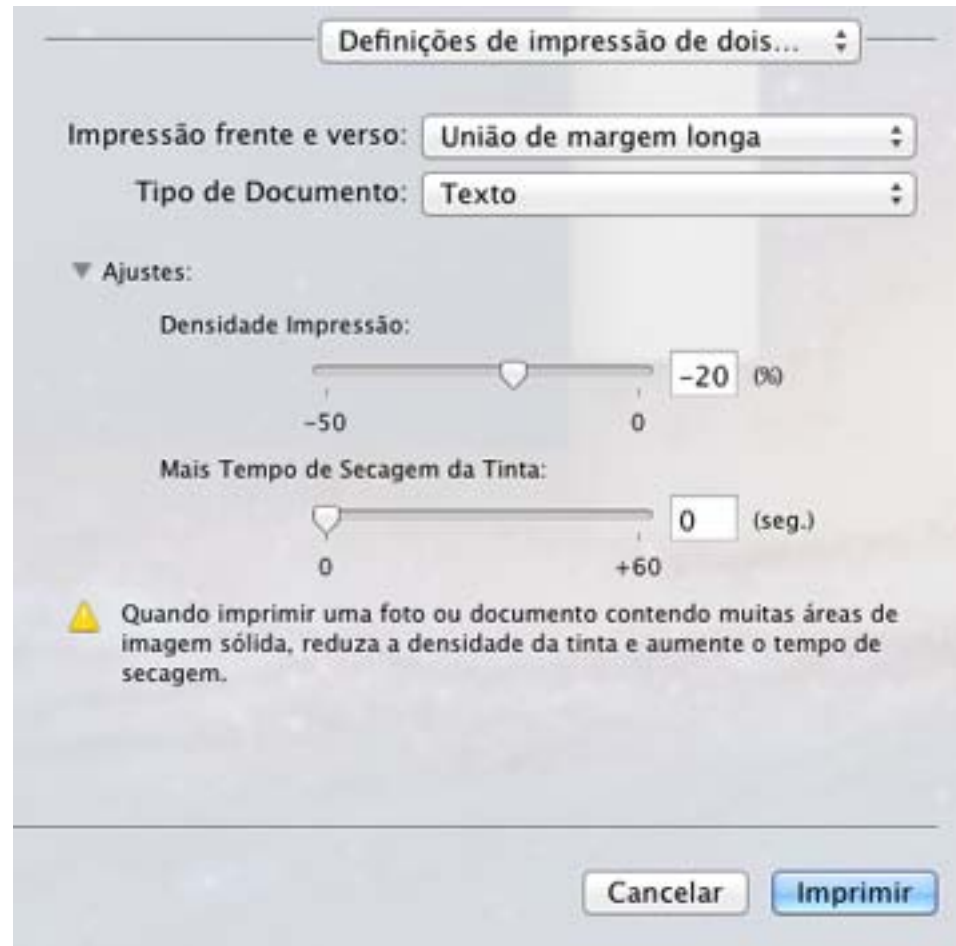 Definições de impressão de dois...
Impressão frente e verso: União de margem longa
Tipo de Documento: Texto
Ajustes:
Densidade Impressão:
-20 (%)
-50 0
Mais Tempo de Secagem da Tinta:
0 (seg.)
0 +60
Quando imprimir uma foto ou documento contendo muitas áreas de
imagem sólida, reduza a densidade da tinta e aumente o tempo de
secagem.
Cancelar Imprimir